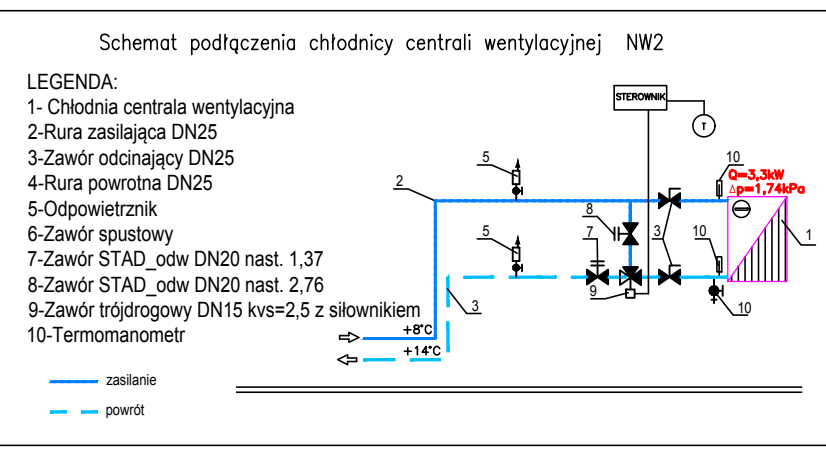 Schemat podłączenia chłodnicy centrali wentylacyjnej NW2
LEGENDA:
1- Chłodnia centrala wentylacyjna
2-Rura zasilająca DN25
3-Zawór odcinający DN25
4-Rura powrotna DN25
5-Odpowietrznik
6-Zawór spustowy
7-Zawór STAD_odw DN20 nast. 1,37
8-Zawór STAD_odw DN20 nast. 2,76
9-Zawór trójdrogowy DN15 kvs=2,5 z siłownikiem
10-Termomanometr
zasilanie
powrót
STEROWNIK
T
5
10
Q=3,3kW
Δp=1,74kPa
2
8
5
7
3
10
1
9
3
10
+8°C
+14°C